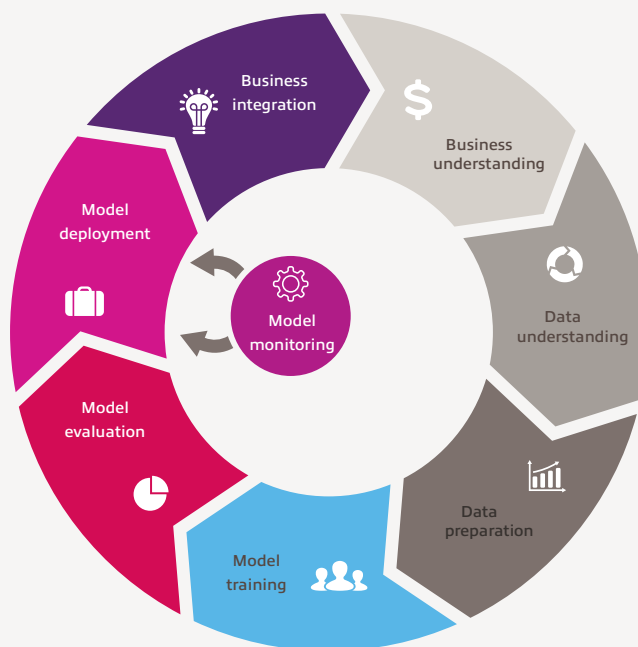 Business
integration
$
Business
understanding
Data
understanding
Data
preparation
Model
training
Model
evaluation
Model
deployment
Model
monitoring